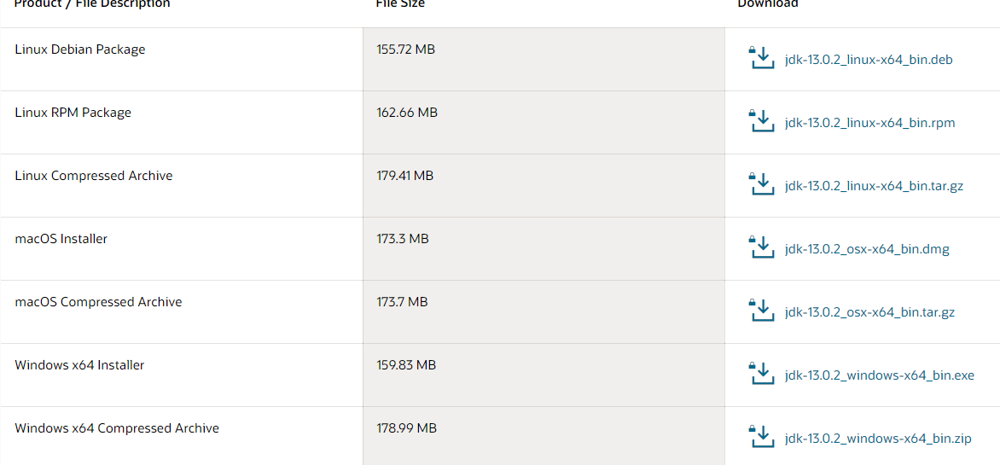 Product / File Description File Size Download
Linux Debian Package 155.72 MB jdk-13.0.2_linux-x64_bin.deb
Linux RPM Package 162.66 MB jdk-13.0.2_linux-x64_bin.rpm
Linux Compressed Archive 179.41 MB jdk-13.0.2_linux-x64_bin.tar.gz
macOS Installer 173.3 MB jdk-13.0.2_osx-x64_bin.dmg
macOS Compressed Archive 173.7 MB jdk-13.0.2_osx-x64_bin.tar.gz
Windows x64 Installer 159.83 MB jdk-13.0.2_windows-x64_bin.exe
Windows x64 Compressed Archive 178.99 MB jdk-13.0.2_windows-x64_bin.zip